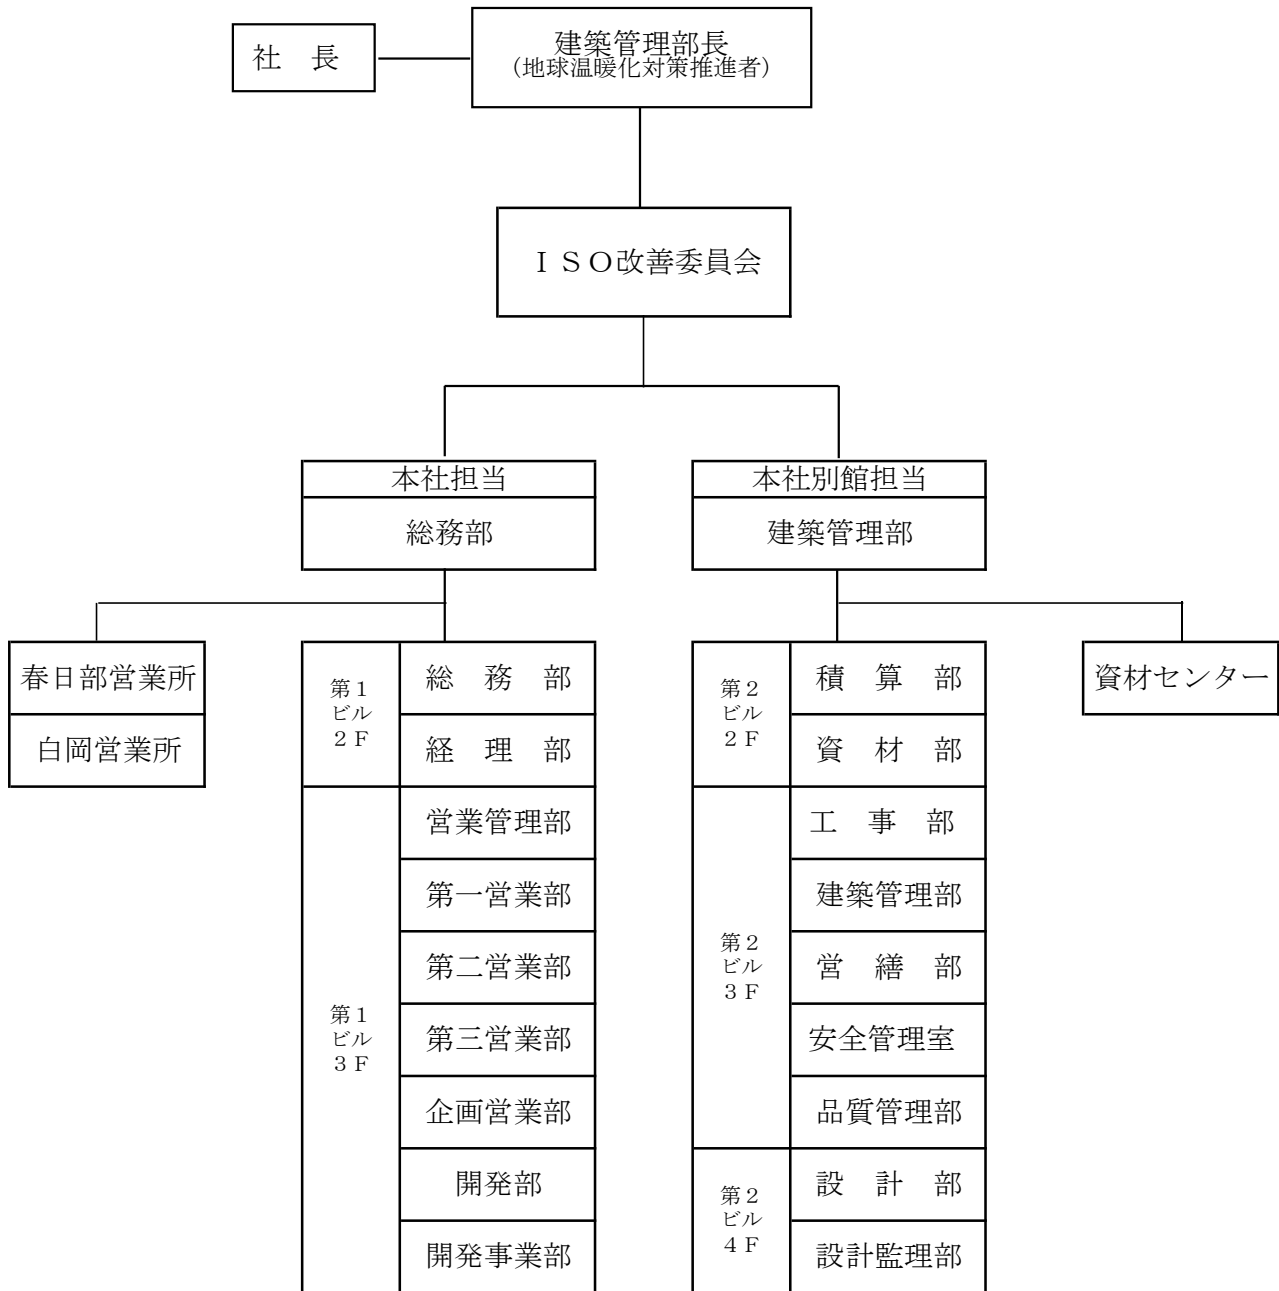 社　長
建築管理部長
（地球温暖化対策推進者）
ＩＳＯ改善委員会
本社担当
総務部
本社別館担当
建築管理部
春日部営業所
白岡営業所
第１
ビル
２Ｆ
総　務　部
経　理　部
第１
ビル
３Ｆ
営業管理部
第一営業部
第二営業部
第三営業部
企画営業部
開発部
開発事業部
第２
ビル
２Ｆ
積　算　部
資　材　部
第２
ビル
３Ｆ
工　事　部
建築管理部
営　繕　部
安全管理室
品質管理部
第２
ビル
４Ｆ
設　計　部
設計監理部
資材センター